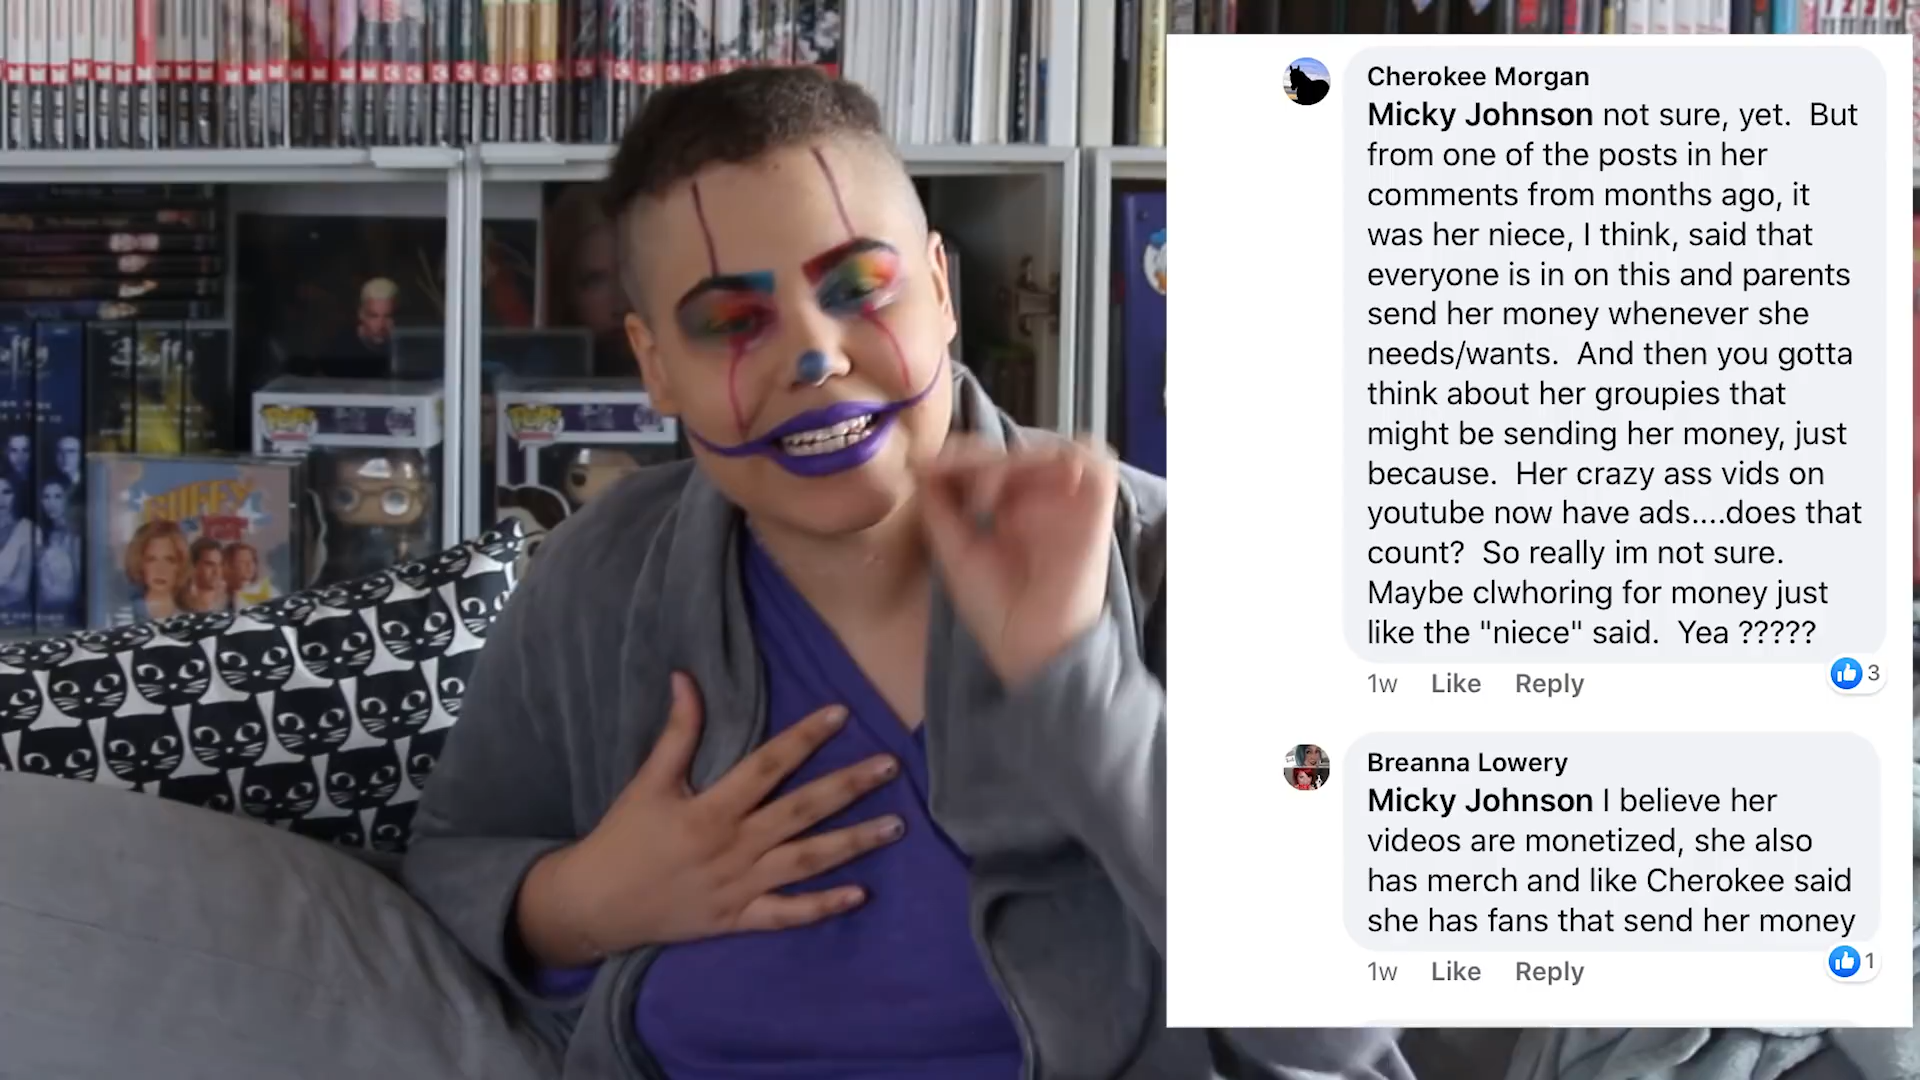 Cherokee Morgan
Micky Johnson not sure, yet.  But
from one of the posts in her
comments from months ago, it
was her niece, I think, said that
everyone is in on this and parents
send her money whenever she
needs/wants.  And then you gotta
think about her groupies that
might be sending her money, just
because.  Her crazy ass vids on
youtube now have ads....does that
count?  So really im not sure.
Maybe clwhoring for money just
like the "niece" said.  Yea ?????
1w Like Reply 3
Breanna Lowery
Micky Johnson I believe her
videos are monetized, she also
has merch and like Cherokee said
she has fans that send her money
1w Like Reply 1
Buffy
BUFFY
POP!
POP!